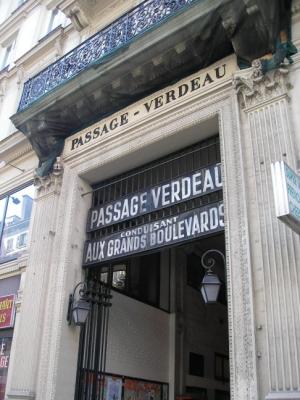 PASSAGE - VERDEAU
PASSAGE VERDEAU
CONDUISANT
AUX GRANDS BOULEVARDS